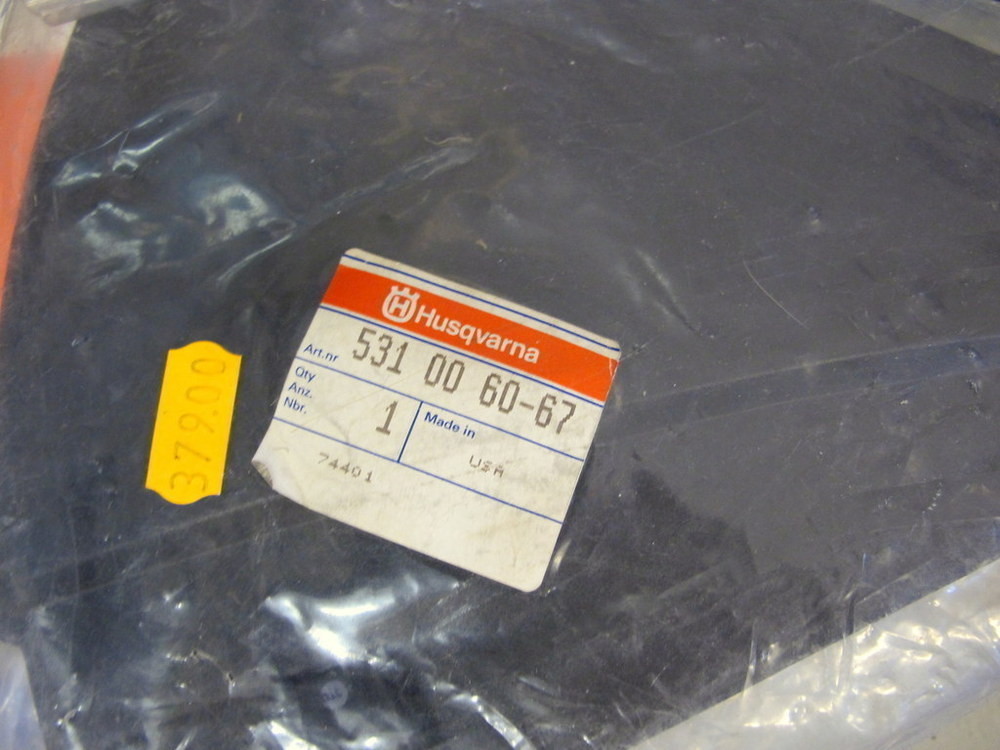 Husqvarna
Art.nr 531 00 60-67
Qty
Anz.
Nbr. 1
Made in
USA
74401
379.00